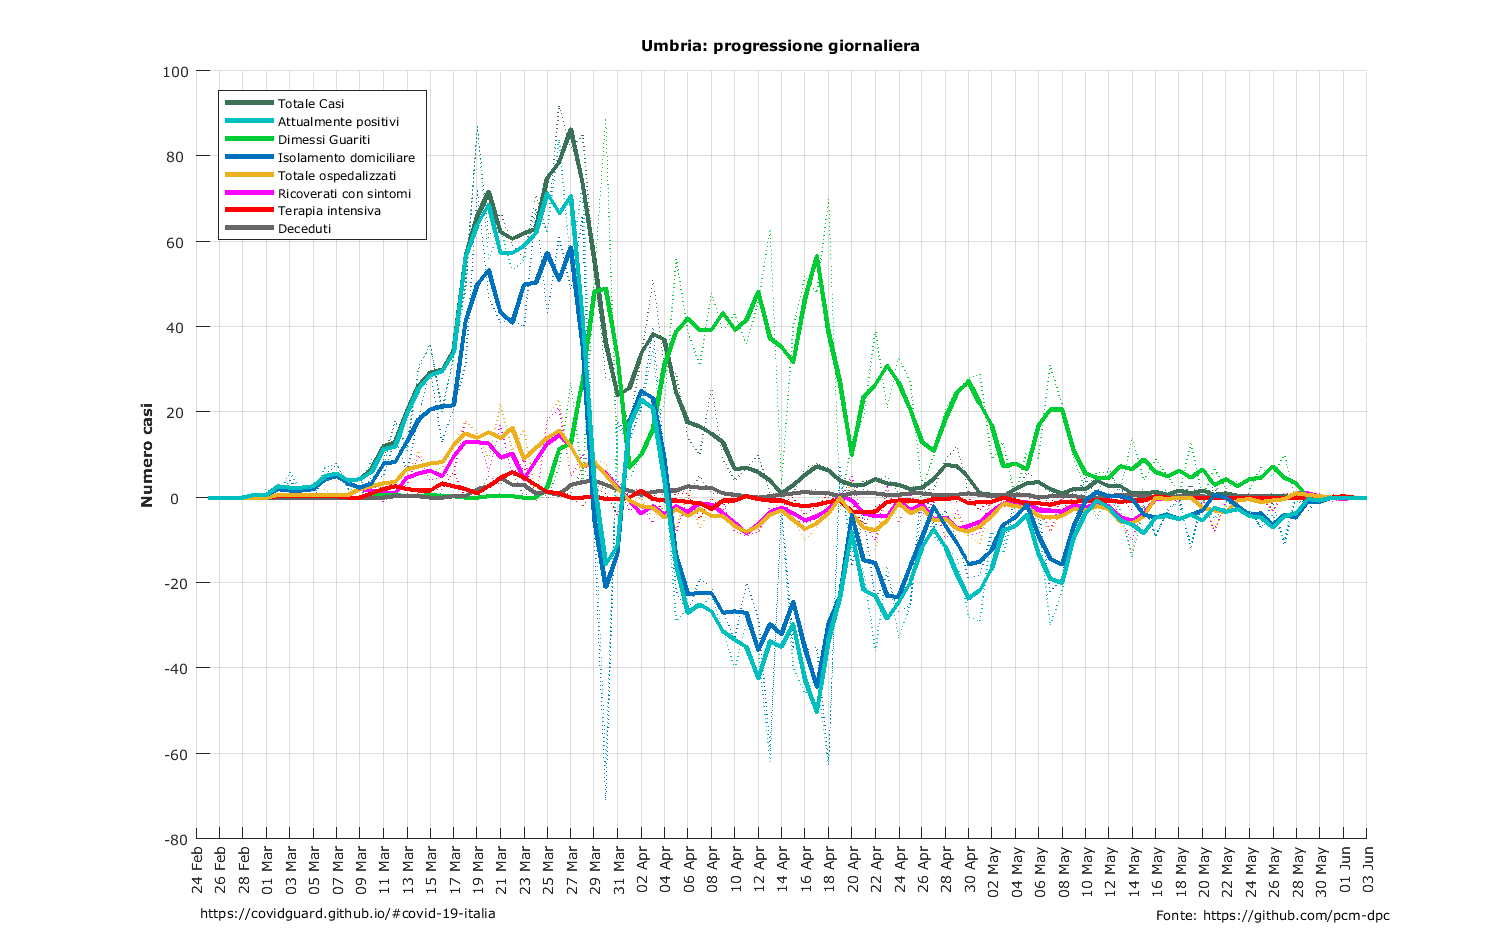 Umbria: progressione giornaliera
Numero casi
100
80
60
40
20
0
-20
-40
-60
-80
Totale Casi
Attualmente positivi
Dimessi Guariti
Isolamento domiciliare
Totale ospedalizzati
Ricoverati con sintomi
Terapia intensiva
Deceduti
24 Feb
26 Feb
28 Feb
01 Mar
03 Mar
05 Mar
07 Mar
09 Mar
11 Mar
13 Mar
15 Mar
17 Mar
19 Mar
21 Mar
23 Mar
25 Mar
27 Mar
29 Mar
31 Mar
02 Apr
04 Apr
06 Apr
08 Apr
10 Apr
12 Apr
14 Apr
16 Apr
18 Apr
20 Apr
22 Apr
24 Apr
26 Apr
28 Apr
30 Apr
02 May
04 May
06 May
08 May
10 May
12 May
14 May
16 May
18 May
20 May
22 May
24 May
26 May
28 May
30 May
01 Jun
03 Jun
https://covidguard.github.io/#covid-19-italia
Fonte: https://github.com/pcm-dpc